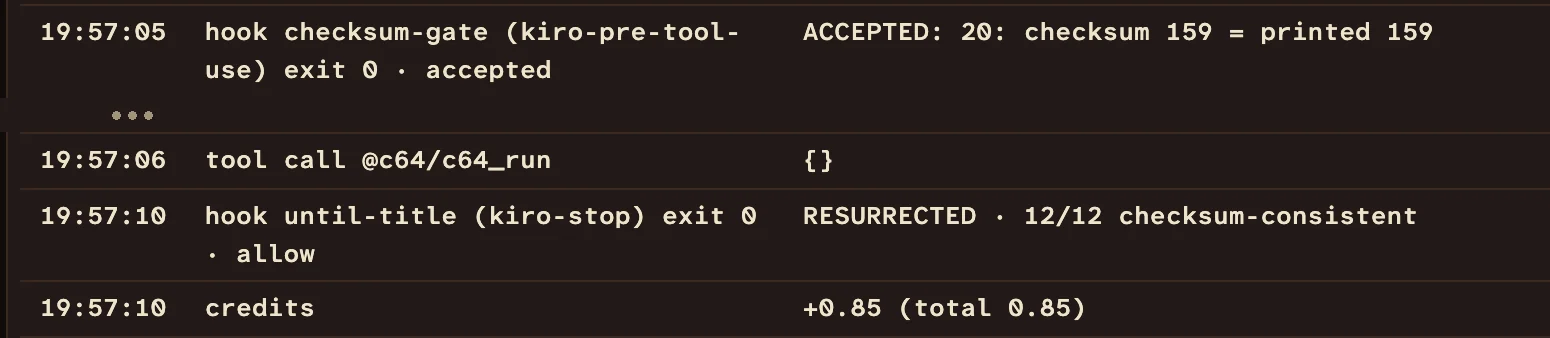 19:57:05 hook checksum-gate (kiro-pre-tool- ACCEPTED: 20: checksum 159 = printed 159
use) exit 0 · accepted
•••
19:57:06 tool call @c64/c64_run {}
19:57:10 hook until-title (kiro-stop) exit 0 RESURRECTED · 12/12 checksum-consistent
· allow
19:57:10 credits +0.85 (total 0.85)